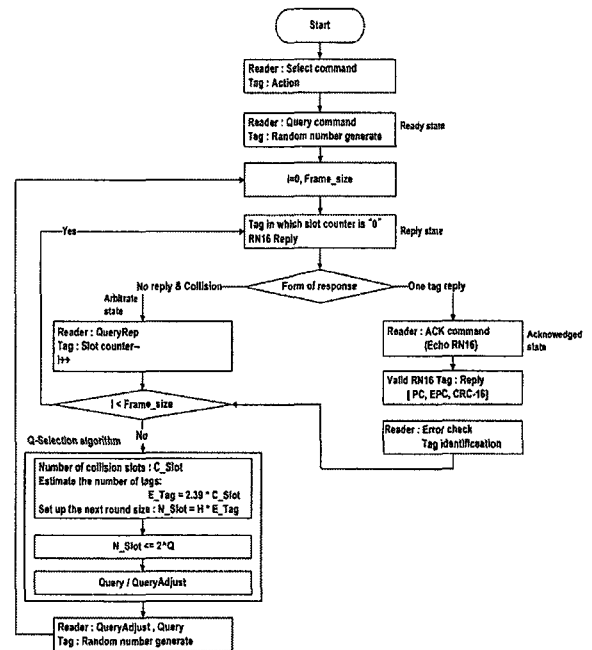 Start
Reader : Select command
Tag : Action
Reader : Query command
Tag : Random number generate
Ready state
i=0, Frame_size
Yes
Tag in which slot counter is "0"
RN16 Reply
Reply state
No reply & Collision
Form of response
One tag reply
Arbitrate
state
Reader : QueryRep
Tag : Slot counter--
i++
Reader : ACK command
{Echo RN16}
Acknowedged
state
Valid RN16 Tag : Reply
[ PC, EPC, CRC-16]
i < Frame_size
Reader : Error check
Tag identification
No
Q-Selection algorithm
Number of collision slots : C_Slot
Estimate the number of tags:
E_Tag = 2.39 * C_Slot
Set up the next round size : N_Slot = H * E_Tag
N_Slot <= 2^Q
Query / QueryAdjust
Reader : QueryAdjust , Query
Tag : Random number generate